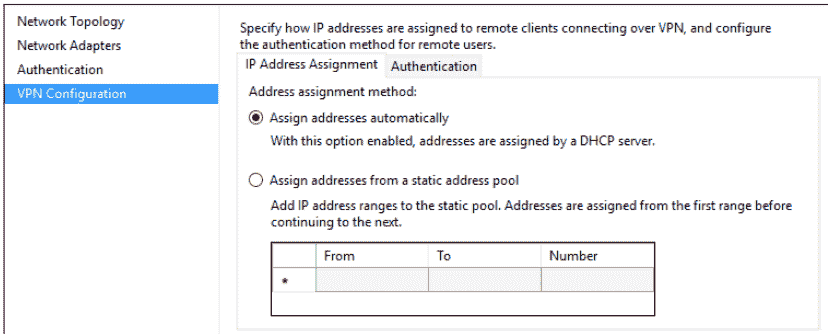 Network Topology
Network Adapters
Authentication
VPN Configuration
Specify how IP addresses are assigned to remote clients connecting over VPN, and configure
the authentication method for remote users.
IP Address Assignment Authentication
Address assignment method:
Assign addresses automatically
With this option enabled, addresses are assigned by a DHCP server.
Assign addresses from a static address pool
Add IP address ranges to the static pool. Addresses are assigned from the first range before
continuing to the next.
From To Number
*